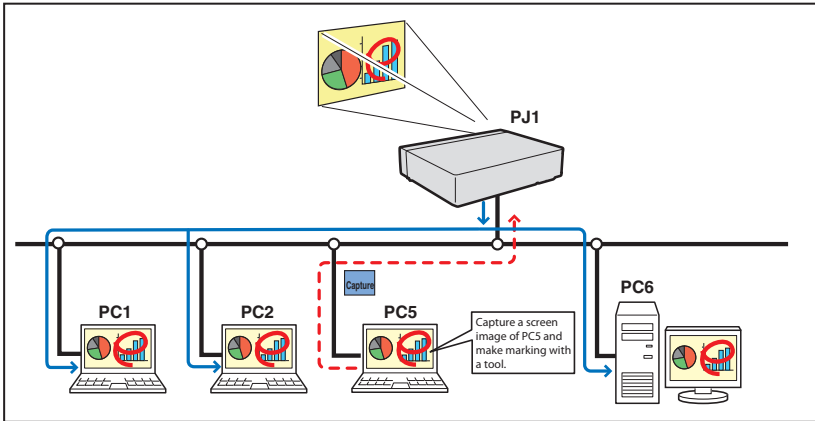 PJ1
Capture
PC6
PC1
PC2
PC5
Capture a screen
image of PC5 and
make marking with
a tool.